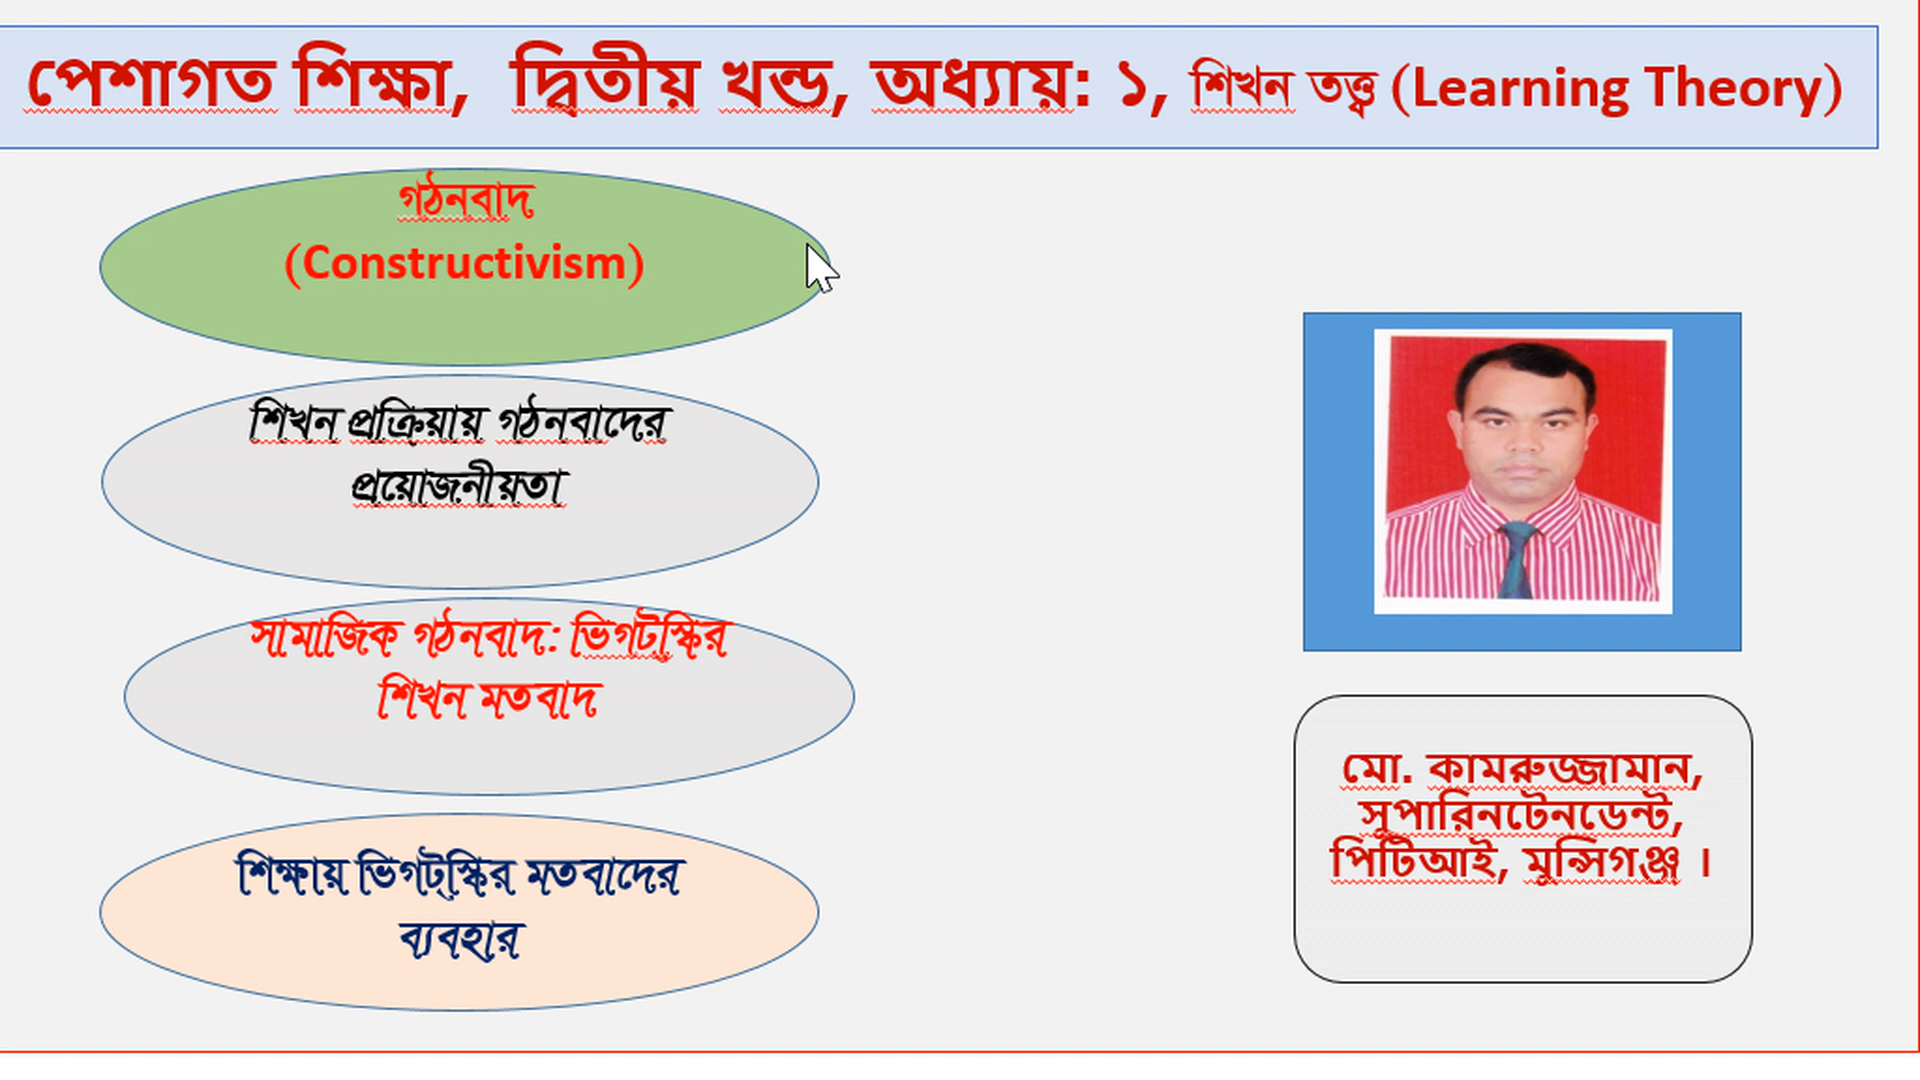 পেশাগত শিক্ষা, দ্বিতীয় খন্ড, অধ্যায়: ১, শিখন তত্ত্ব (Learning Theory)
গঠনবাদ
(Constructivism)
শিখন প্রক্রিয়ায় গঠনবাদের
প্রয়োজনীয়তা
সামাজিক গঠনবাদ: ভিগটস্কির
শিখন মতবাদ
শিক্ষায় ভিগট্স্কির মতবাদের
ব্যবহার
মো. কামরুজ্জামান,
সুপারিনটেনডেন্ট,
পিটিআই, মুন্সিগঞ্জ ।